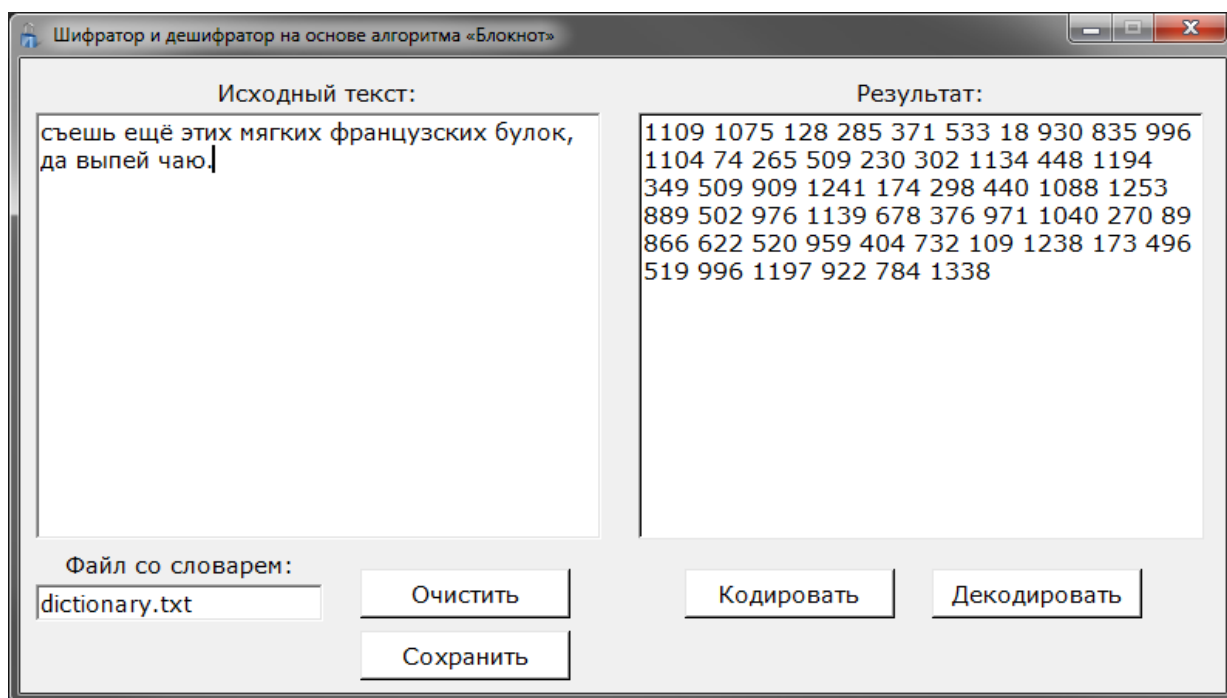 Шифратор и дешифратор на основе алгоритма «Блокнот»
Исходный текст:
съешь ещё этих мягких французских булок,
да выпей чаю.
Результат:
1109 1075 128 285 371 533 18 930 835 996
1104 74 265 509 230 302 1134 448 1194
349 509 909 1241 174 298 440 1088 1253
889 502 976 1139 678 376 971 1040 270 89
866 622 520 959 404 732 109 1238 173 496
519 996 1197 922 784 1338
Файл со словарем:
dictionary.txt
Очистить
Сохранить
Кодировать
Декодировать